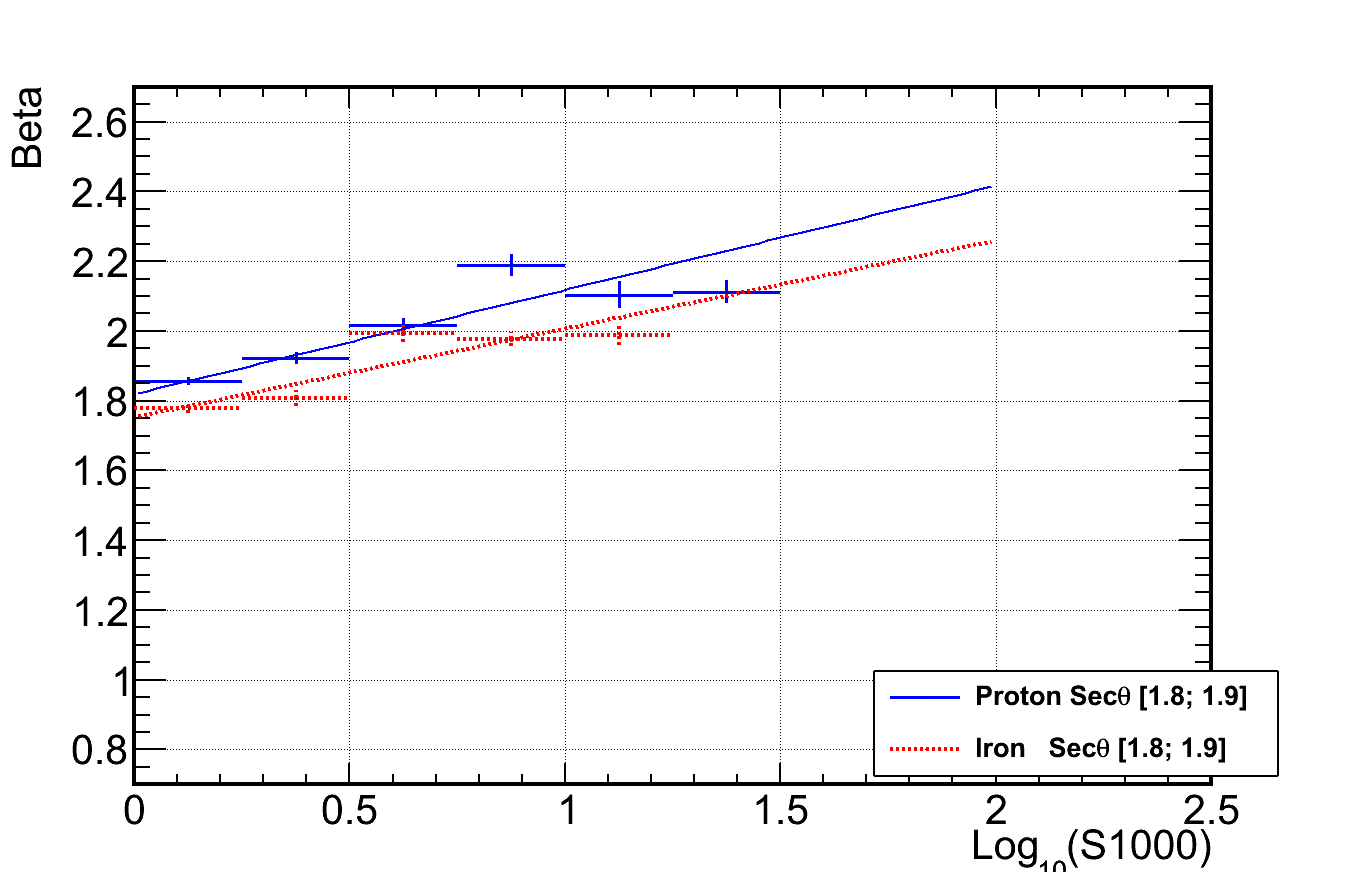 Beta
2.6
2.4
2.2
2
1.8
1.6
1.4
1.2
1
0.8
Proton Secθ [1.8; 1.9]
Iron Secθ [1.8; 1.9]
0 0.5 1 1.5 2 2.5
Log10(S1000)